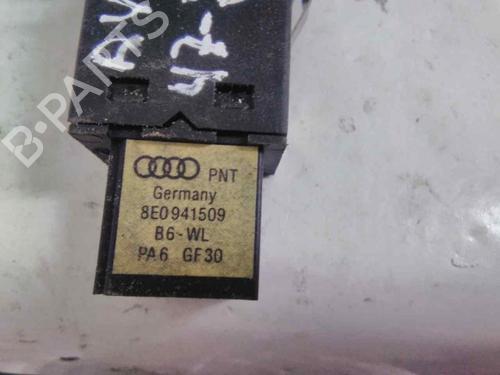 B-PARTS
PNT
Germany
8E0941509
B6-WL
PA6 GF30